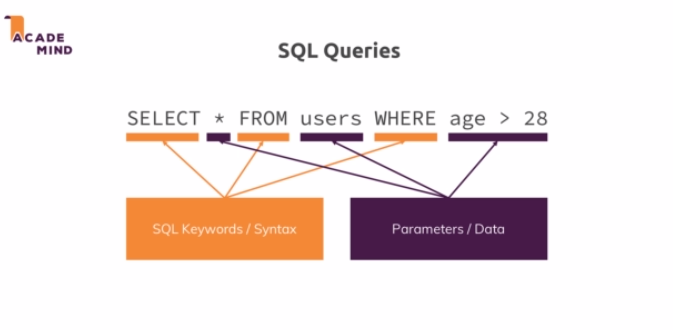 ACADE
MIND
SQL Queries
SELECT * FROM users WHERE age > 28
SQL Keywords / Syntax
Parameters / Data